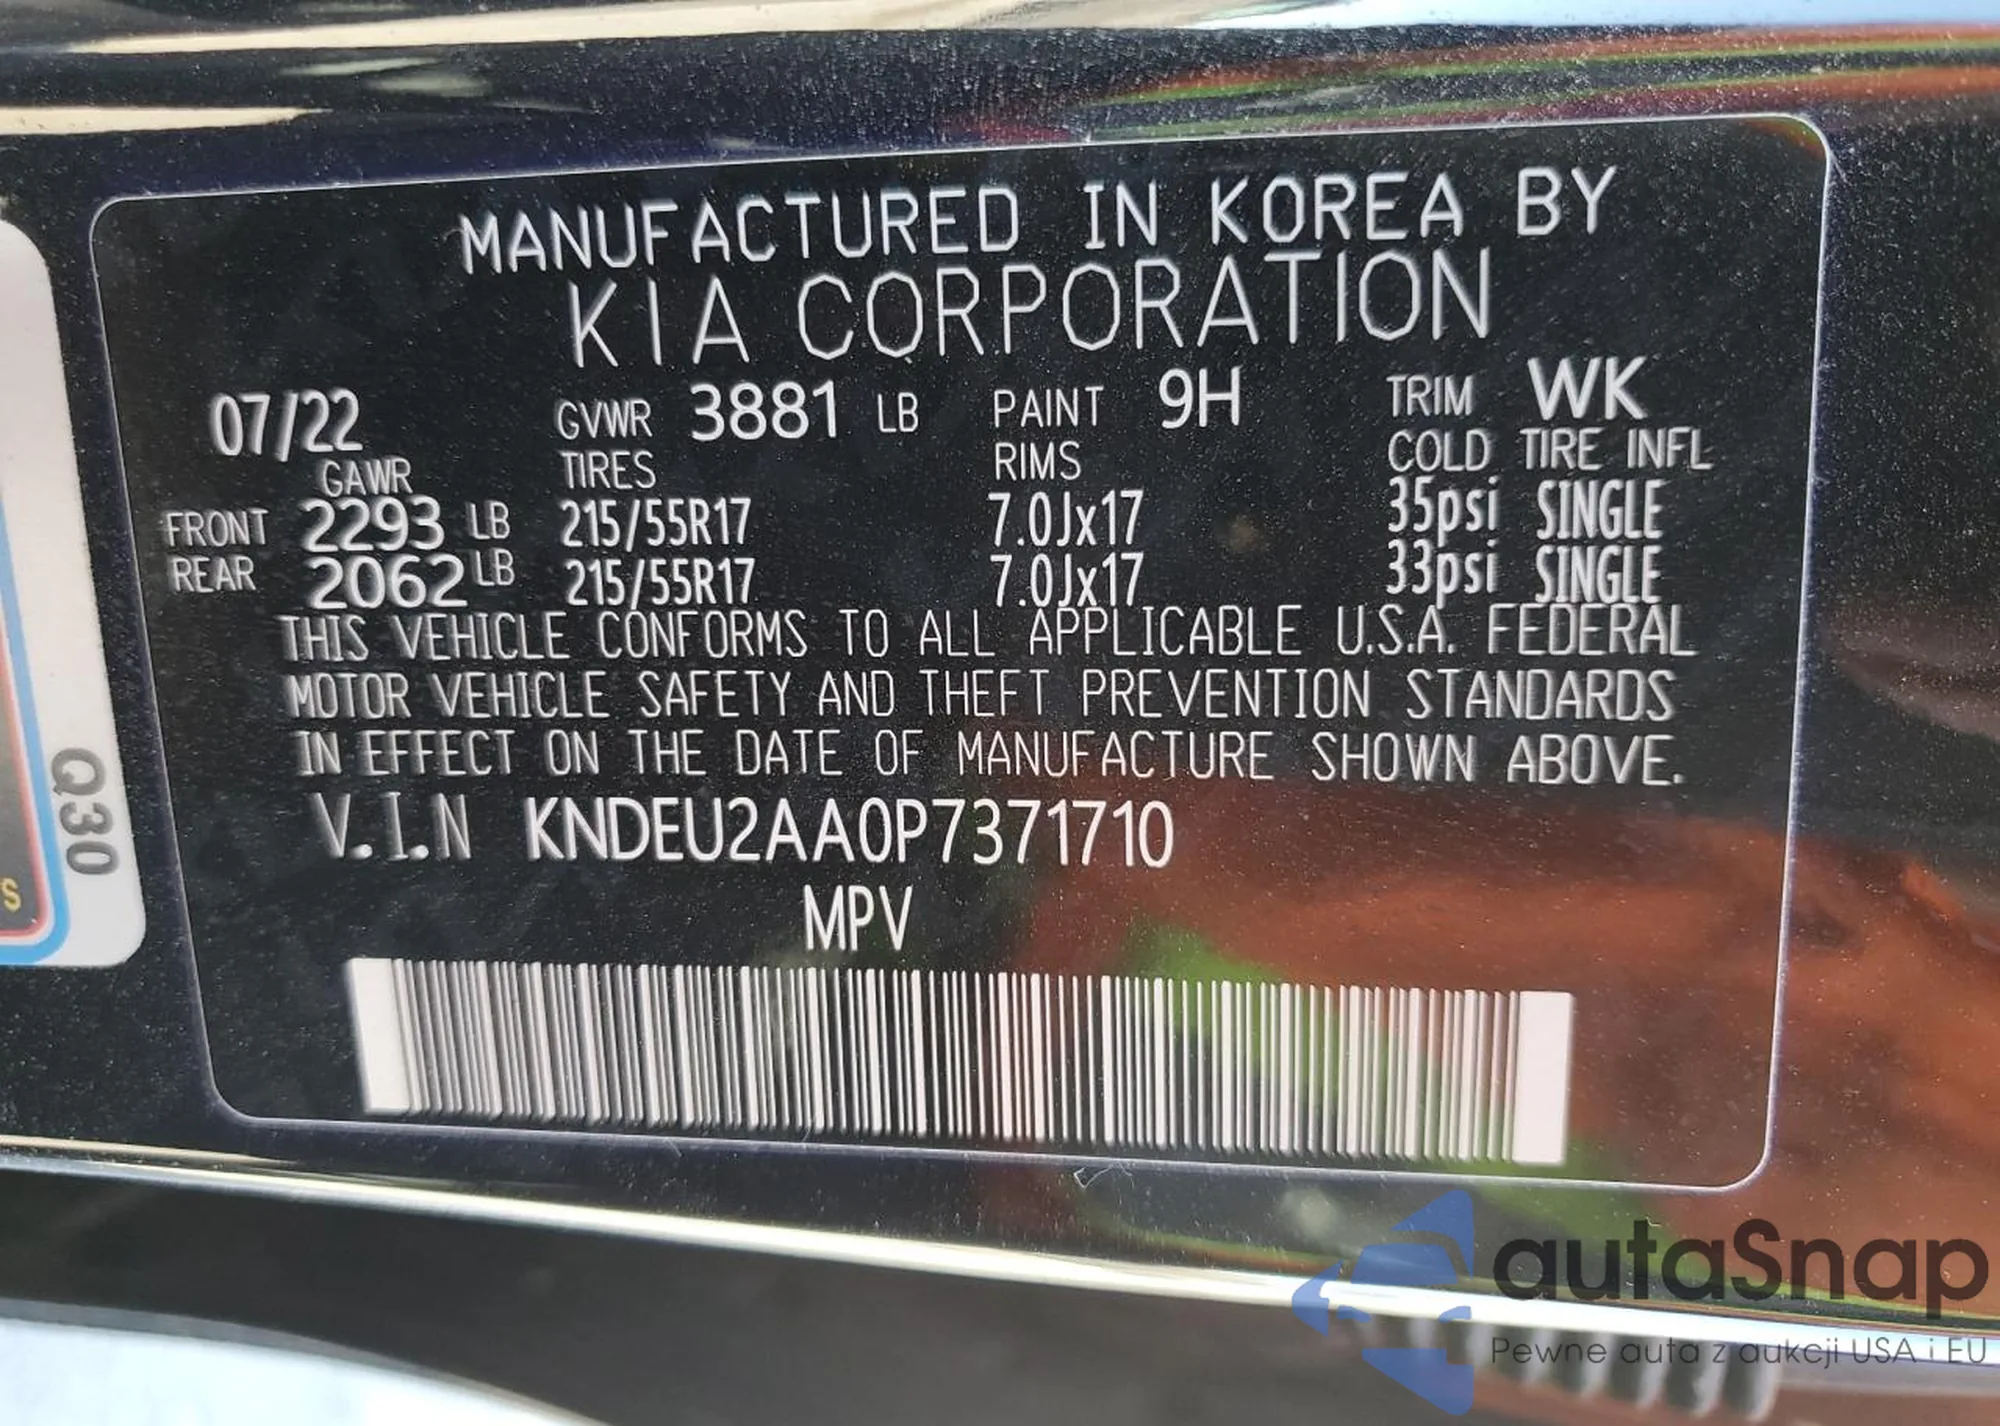 MANUFACTURED IN KOREA BY
KIA CORPORATION
07/22 GVWR 3881 LB PAINT 9H TRIM WK
GAWR TIRES RIMS COLD TIRE INFL
FRONT 2293 LB 215/55R17 7.0Jx17 35psi SINGLE
REAR 2062 LB 215/55R17 7.0Jx17 33psi SINGLE
THIS VEHICLE CONFORMS TO ALL APPLICABLE U.S.A. FEDERAL
MOTOR VEHICLE SAFETY AND THEFT PREVENTION STANDARDS
IN EFFECT ON THE DATE OF MANUFACTURE SHOWN ABOVE.
V.I.N KNDEU2AA0P7371710
MPV
Q30
S
autaSnap
Pewne auta z aukcji USA i EU